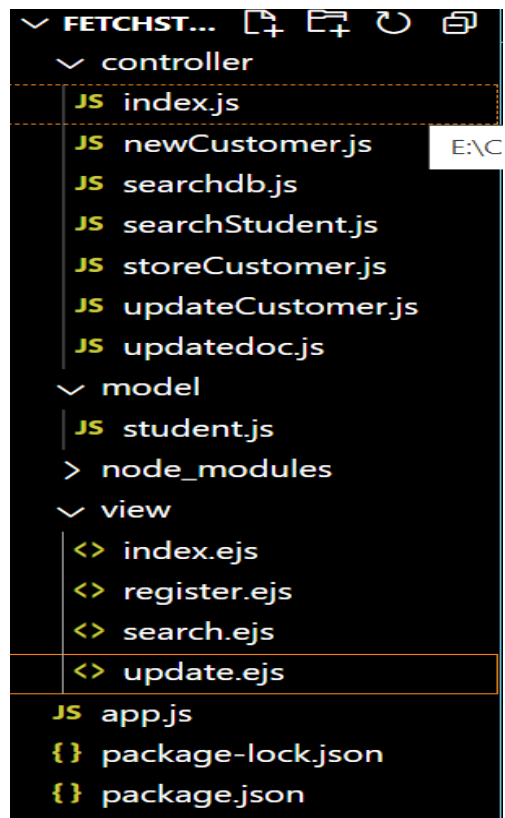 FETCHST...
controller
JS index.js
JS newCustomer.js
E:\C
JS searchdb.js
JS searchStudent.js
JS storeCustomer.js
JS updateCustomer.js
JS updatedoc.js
model
JS student.js
> node_modules
view
<> index.ejs
<> register.ejs
<> search.ejs
<> update.ejs
JS app.js
{} package-lock.json
{} package.json